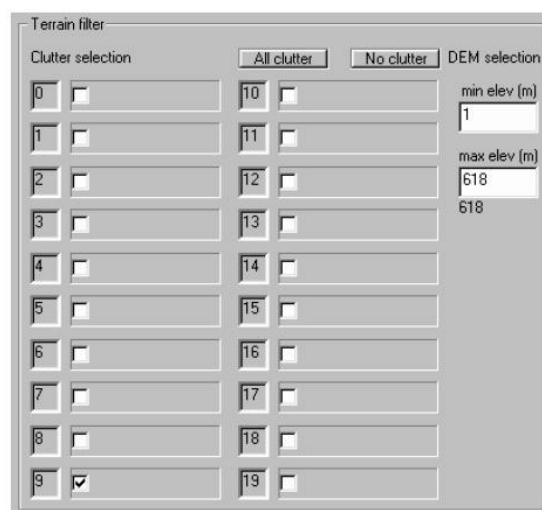 Terrain filter
Clutter selection All clutter No clutter DEM selection
0 10 min elev (m)
1
1 11
max elev (m)
2 12 618
3 13 618
4 14
5 15
6 16
7 17
8 18
9 19